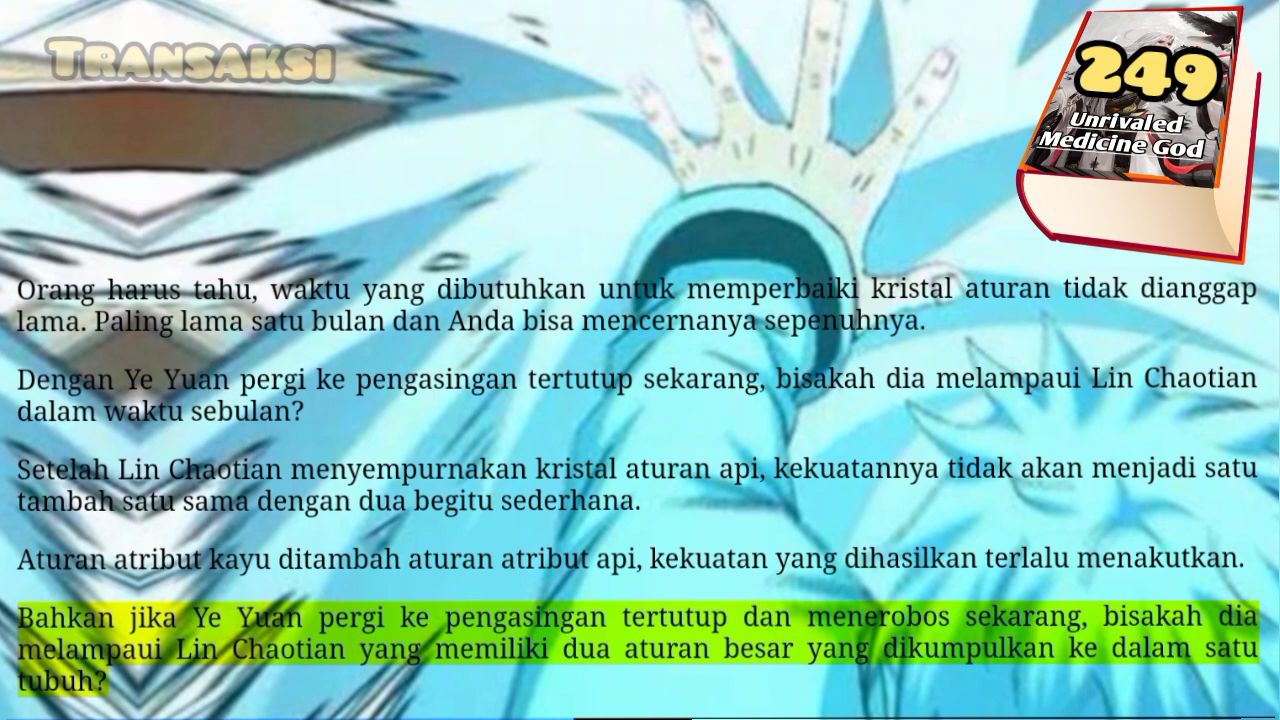 Transaksi
249
Unrivaled
Medicine God
Orang harus tahu, waktu yang dibutuhkan untuk memperbaiki kristal aturan tidak dianggap
lama. Paling lama satu bulan dan Anda bisa mencernanya sepenuhnya.
Dengan Ye Yuan pergi ke pengasingan tertutup sekarang, bisakah dia melampaui Lin Chaotian
dalam waktu sebulan?
Setelah Lin Chaotian menyempurnakan kristal aturan api, kekuatannya tidak akan menjadi satu
tambah satu sama dengan dua begitu sederhana.
Aturan atribut kayu ditambah aturan atribut api, kekuatan yang dihasilkan terlalu menakutkan.
Bahkan jika Ye Yuan pergi ke pengasingan tertutup dan menerobos sekarang, bisakah dia
melampaui Lin Chaotian yang memiliki dua aturan besar yang dikumpulkan ke dalam satu
tubuh?